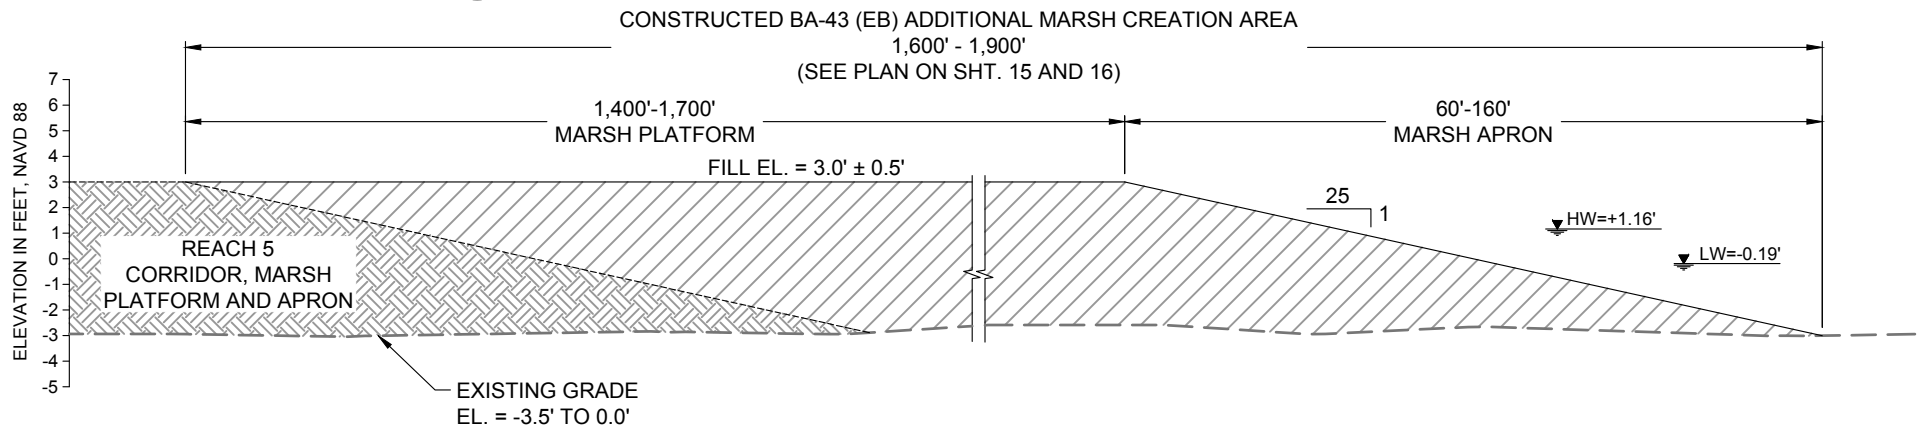 CONSTRUCTED BA-43 (EB) ADDITIONAL MARSH CREATION AREA
1,600' - 1,900'
(SEE PLAN ON SHT. 15 AND 16)
1,400'-1,700'
MARSH PLATFORM
60'-160'
MARSH APRON
FILL EL. = 3.0' ± 0.5'
ELEVATION IN FEET, NAVD 88
7
6
5
4
3
2
1
0
-1
-2
-3
-4
-5
25
1
HW=+1.16'
LW=-0.19'
REACH 5
CORRIDOR, MARSH
PLATFORM AND APRON
EXISTING GRADE
EL. = -3.5' TO 0.0'